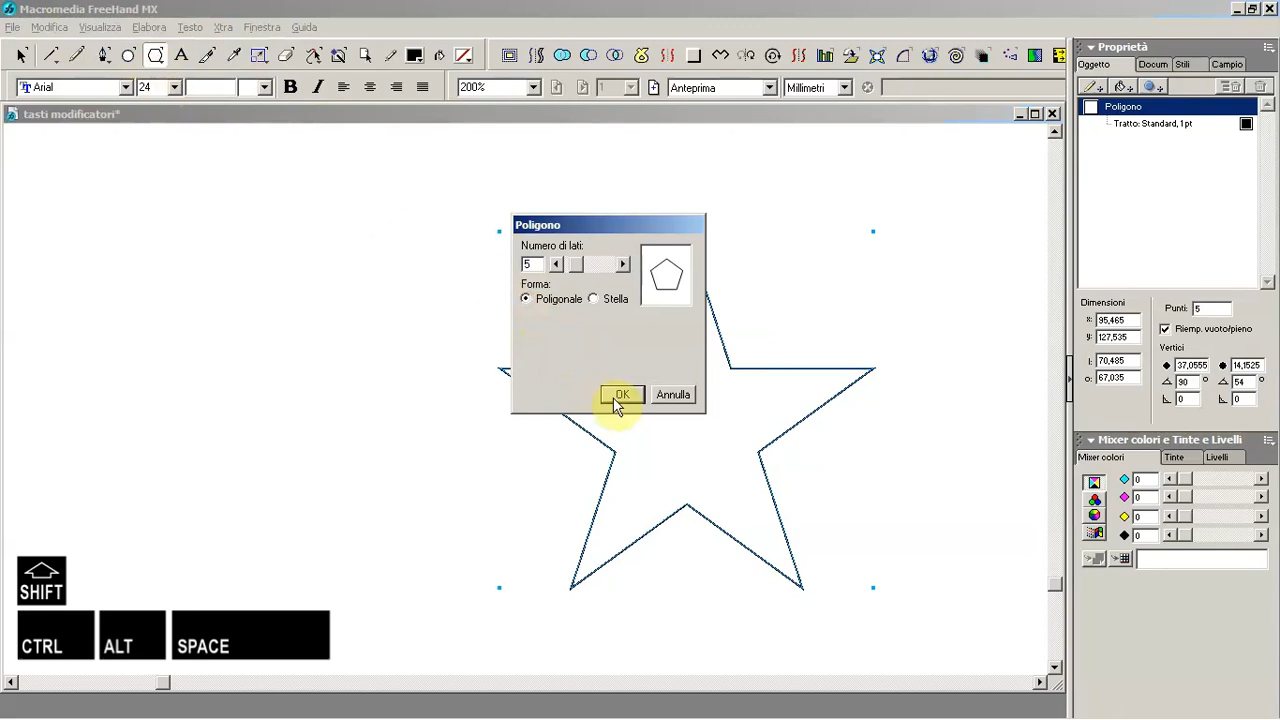 Macromedia FreeHand MX
File Modifica Visualizza Elabora Testo Xtra Finestra Guida
Arial 24 B I 200% 1 Anteprima Millimetri
tasti modificatori*
Poligono
Numero di lati:
5
Forma:
Poligonale Stella
OK Annulla
SHIFT
CTRL ALT SPACE
Proprietà
Oggetto Docum Stili Campio
Poligono
Tratto: Standard, 1pt
Dimensioni
x: 95,465
y: 127,535
l: 70,485
o: 67,035
Punti: 5
Riemp. vuoto/pieno
Vertici
37,0555 14,1525
90 ° 54 °
0 0
Mixer colori e Tinte e Livelli
Mixer colori Tinte Livelli
0
0
0
0